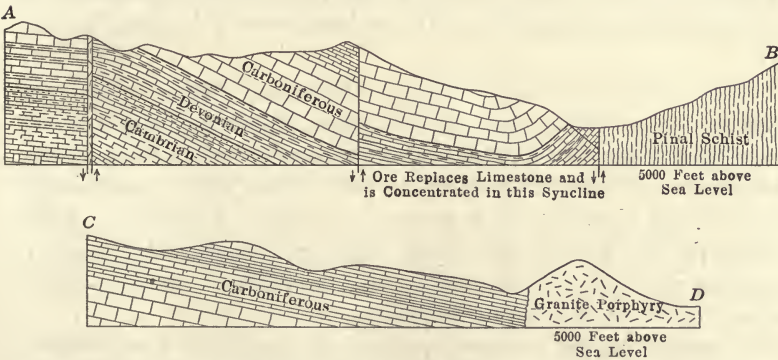 A
B
Carboniferous
Devonian
Cambrian
Pinal Schist
Ore Replaces Limestone and
is Concentrated in this Syncline
5000 Feet above
Sea Level
C
Carboniferous
Granite Porphyry
D
5000 Feet above
Sea Level